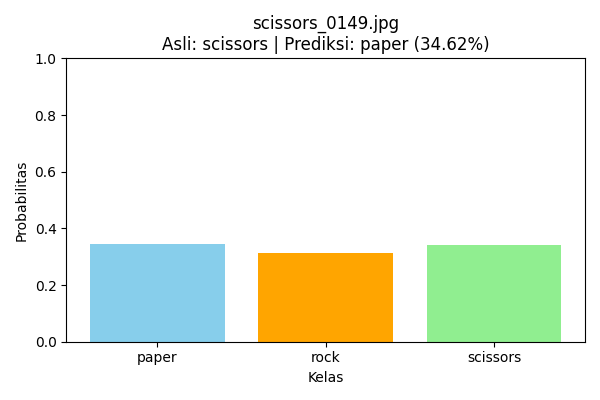 scissors_0149.jpg
Asli: scissors | Prediksi: paper (34.62%)
1.0
0.8
0.6
0.4
0.2
0.0
Probabilitas
paper rock scissors
Kelas